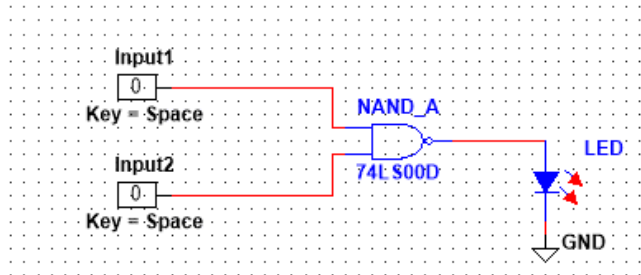 Input1
0
Key = Space
NAND_A
74LS00D
LED
Input2
0
Key = Space
GND